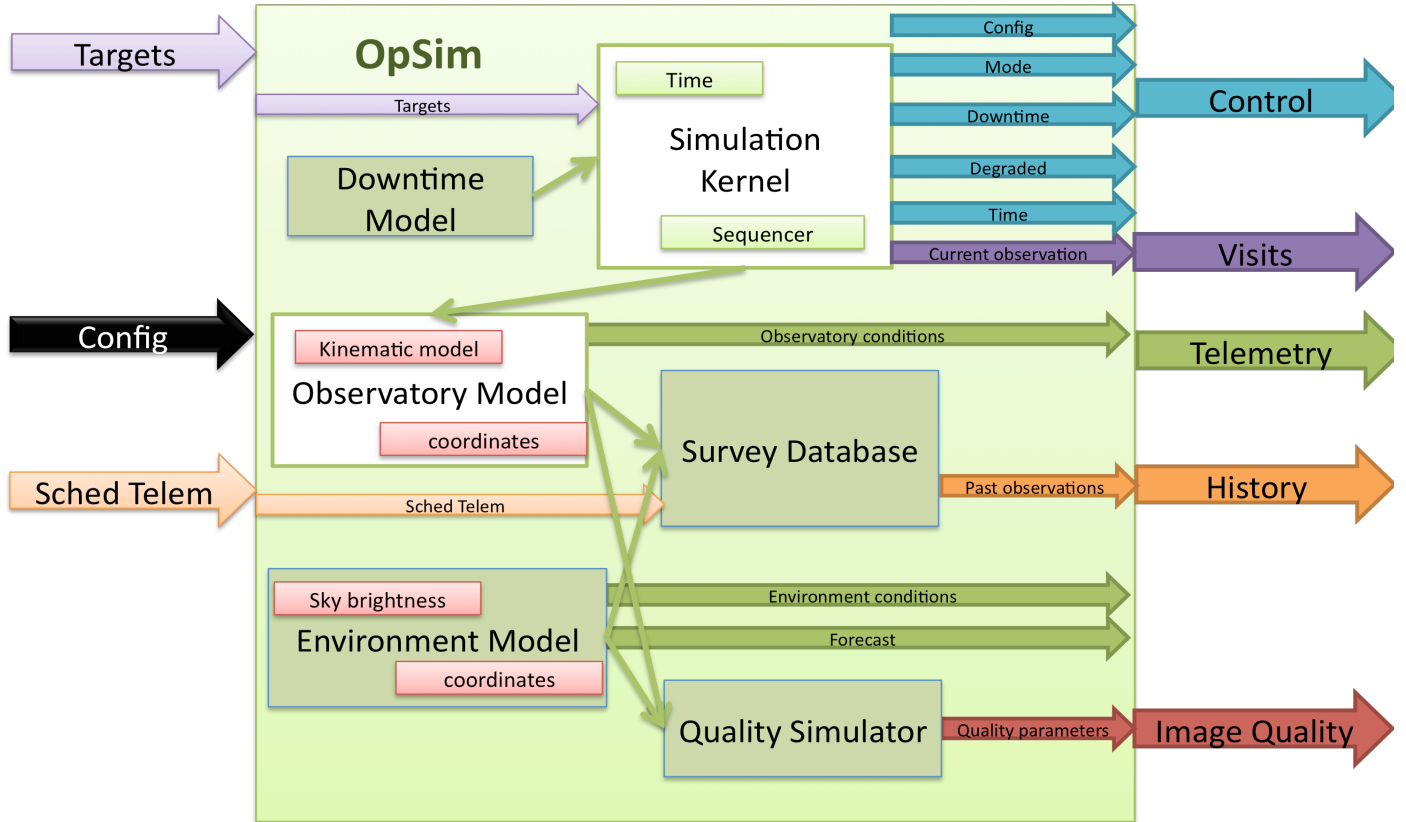 Targets
OpSim
Targets
Time
Simulation
Kernel
Sequencer
Downtime
Model
Config
Mode
Downtime
Degraded
Time
Current observation
Control
Visits
Config
Kinematic model
Observatory Model
coordinates
Observatory conditions
Telemetry
Survey Database
Sched Telem
Sched Telem
Past observations
History
Sky brightness
Environment Model
coordinates
Environment conditions
Forecast
Quality Simulator
Quality parameters
Image Quality